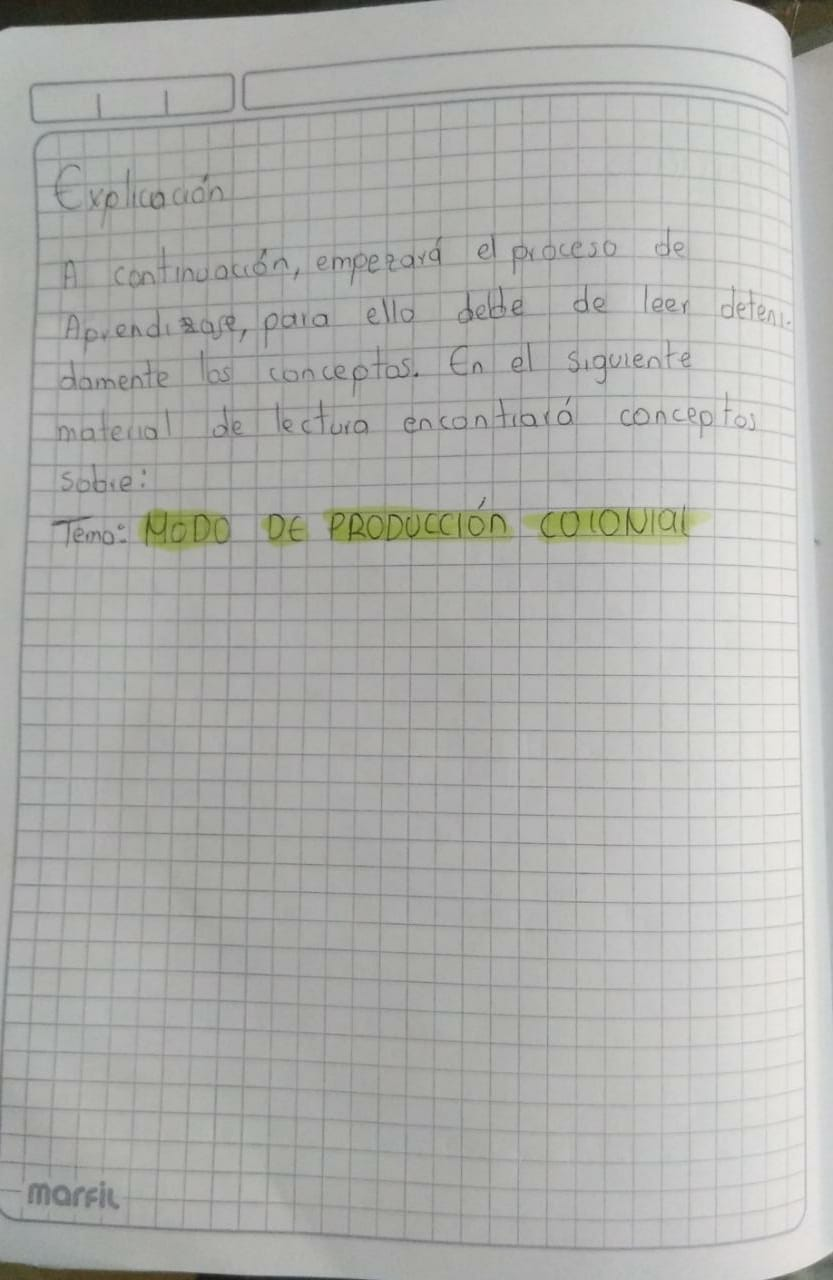 Explicación
A continuación, empezará el proceso de
Aprendizage, para ello debe de leer deteni-
damente los conceptos. En el siguiente
material de lectura encontrará conceptos
sobre:
Tema: MODO DE PRODUCCIÓN COLONIAL
marfil